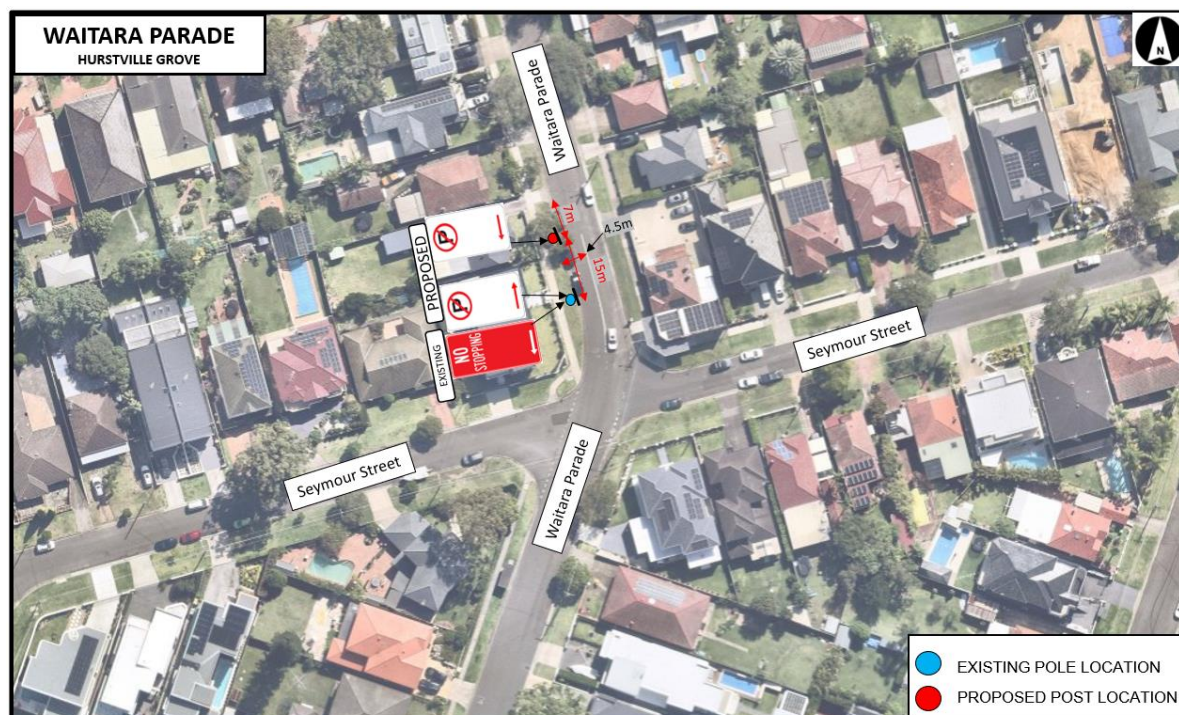 WAITARA PARADE
HURSTVILLE GROVE
N
Waitara Parade
7m
4.5m
15m
PROPOSED
P
P
EXISTING
NO
STOPPING
Seymour Street
Seymour Street
Waitara Parade
EXISTING POLE LOCATION
PROPOSED POST LOCATION